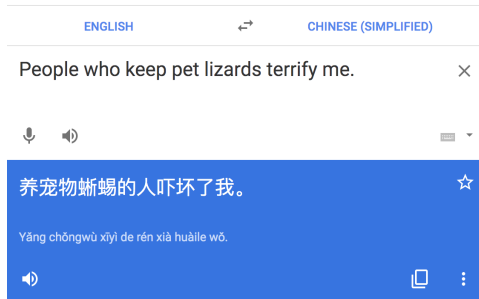 ENGLISH
CHINESE (SIMPLIFIED)
People who keep pet lizards terrify me.
养宠物蜥蜴的人吓坏了我。
Yǎng chǒngwù xīyì de rén xià huàile wǒ.